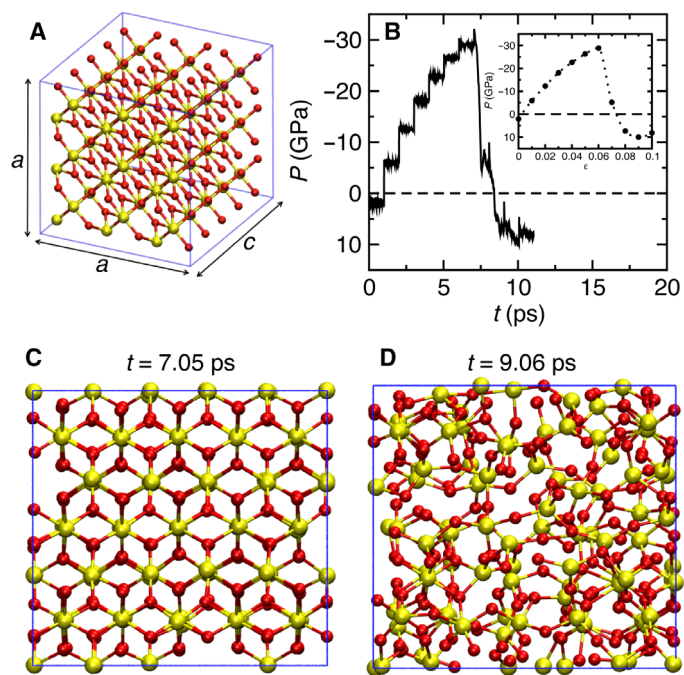 A
a
a
c
B
P (GPa)
−30
−20
−10
0
10
0
5
10
15
20
t (ps)
P (GPa)
-30
-20
-10
0
10
0
0.02
0.04
0.06
0.08
0.1
ε
C
t = 7.05 ps
D
t = 9.06 ps